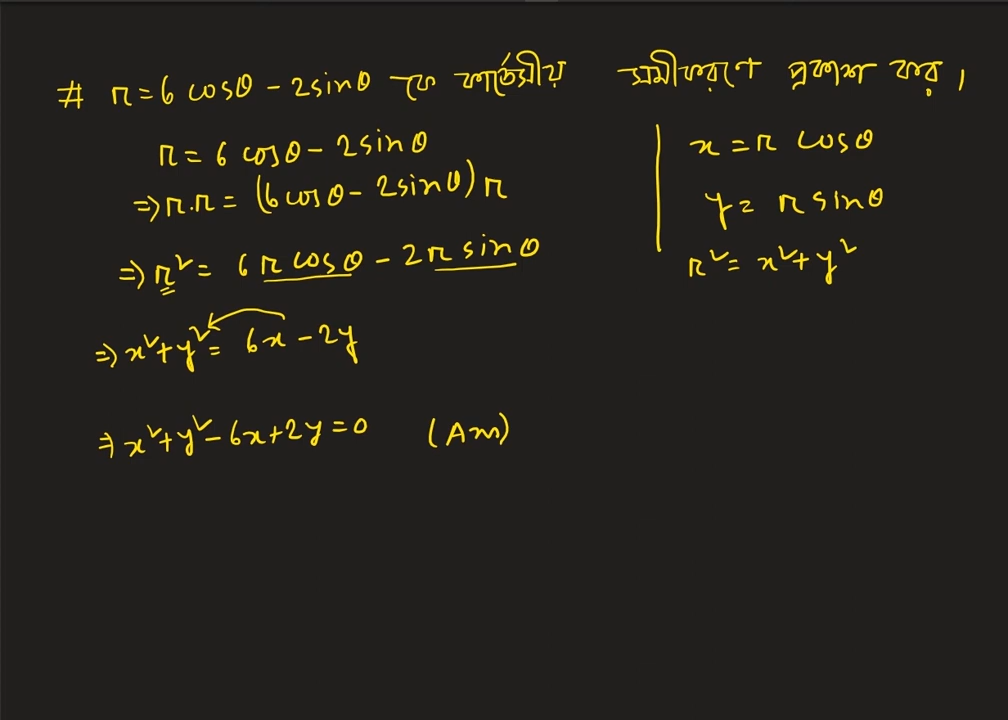 # r = 6 cosθ - 2sinθ কে কার্তেসীয় সমীকরণে প্রকাশ কর।
r = 6 cosθ - 2sinθ
⇒ r.r = (6cosθ - 2sinθ) r
⇒ r² = 6 r cosθ - 2 r sinθ
⇒ x² + y² = 6x - 2y
⇒ x² + y² - 6x + 2y = 0 (Ans)
x = r cosθ
y = r sinθ
r² = x² + y²